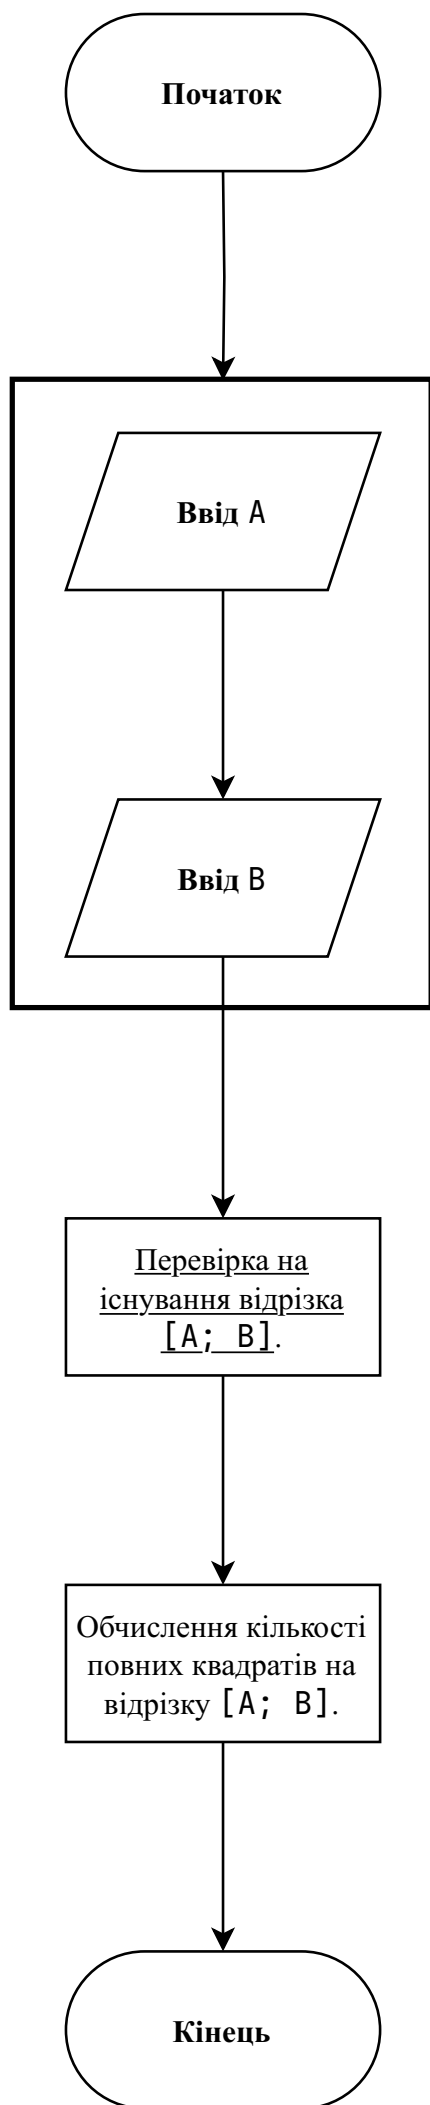 Початок
Ввід A
Ввід B
Перевірка на
існування відрізка
[A; B].
Обчислення кількості
повних квадратів на
відрізку [A; B].
Кінець